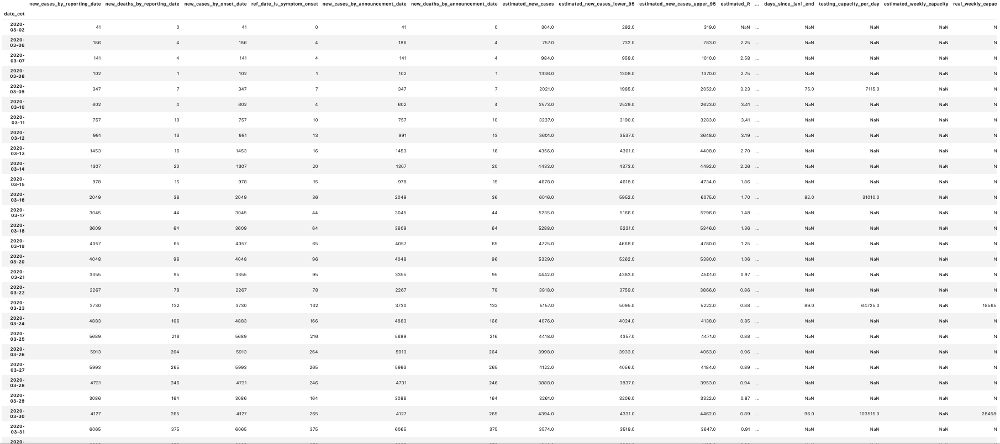 new_cases_by_reporting_date new_deaths_by_reporting_date new_cases_by_onset_date ref_date_is_symptom_onset new_cases_by_announcement_date new_deaths_by_announcement_date estimated_new_cases estimated_new_cases_lower_95 estimated_new_cases_upper_95 estimated_R ... days_since_jan1_end testing_capacity_per_day estimated_weekly_capacity real_weekly_capac
date_cet
2020-03-02 41 0 41 0 41 0 304.0 292.0 319.0 NaN ... NaN NaN NaN N
2020-03-06 186 4 186 4 186 4 757.0 732.0 783.0 2.25 ... NaN NaN NaN N
2020-03-07 141 4 141 4 141 4 984.0 958.0 1010.0 2.58 ... NaN NaN NaN N
2020-03-08 102 1 102 1 102 1 1336.0 1308.0 1370.0 2.75 ... NaN NaN NaN N
2020-03-09 347 7 347 7 347 7 2021.0 1985.0 2052.0 3.23 ... 75.0 7115.0 NaN N
2020-03-10 602 4 602 4 602 4 2573.0 2529.0 2623.0 3.41 ... NaN NaN NaN N
2020-03-11 757 10 757 10 757 10 3237.0 3190.0 3283.0 3.41 ... NaN NaN NaN N
2020-03-12 991 13 991 13 991 13 3601.0 3537.0 3648.0 3.19 ... NaN NaN NaN N
2020-03-13 1453 16 1453 16 1453 16 4356.0 4301.0 4408.0 2.70 ... NaN NaN NaN N
2020-03-14 1307 20 1307 20 1307 20 4433.0 4373.0 4492.0 2.26 ... NaN NaN NaN N
2020-03-15 978 15 978 15 978 15 4678.0 4618.0 4734.0 1.86 ... NaN NaN NaN N
2020-03-16 2049 36 2049 36 2049 36 6016.0 5952.0 6075.0 1.70 ... 82.0 31010.0 NaN N
2020-03-17 3045 44 3045 44 3045 44 5235.0 5166.0 5296.0 1.48 ... NaN NaN NaN N
2020-03-18 3609 64 3609 64 3609 64 5288.0 5231.0 5346.0 1.36 ... NaN NaN NaN N
2020-03-19 4057 65 4057 65 4057 65 4725.0 4668.0 4780.0 1.25 ... NaN NaN NaN N
2020-03-20 4048 96 4048 96 4048 96 5329.0 5262.0 5380.0 1.06 ... NaN NaN NaN N
2020-03-21 3355 95 3355 95 3355 95 4442.0 4383.0 4501.0 0.97 ... NaN NaN NaN N
2020-03-22 2267 78 2267 78 2267 78 3818.0 3759.0 3866.0 0.86 ... NaN NaN NaN N
2020-03-23 3730 132 3730 132 3730 132 5157.0 5095.0 5222.0 0.88 ... 89.0 64725.0 NaN 18565
2020-03-24 4883 166 4883 166 4883 166 4076.0 4024.0 4138.0 0.85 ... NaN NaN NaN N
2020-03-25 5689 216 5689 216 5689 216 4418.0 4357.0 4471.0 0.88 ... NaN NaN NaN N
2020-03-26 5913 264 5913 264 5913 264 3998.0 3933.0 4063.0 0.96 ... NaN NaN NaN N
2020-03-27 5993 265 5993 265 5993 265 4122.0 4056.0 4184.0 0.89 ... NaN NaN NaN N
2020-03-28 4731 246 4731 246 4731 246 3888.0 3837.0 3953.0 0.94 ... NaN NaN NaN N
2020-03-29 3086 164 3086 164 3086 164 3261.0 3206.0 3322.0 0.87 ... NaN NaN NaN N
2020-03-30 4127 265 4127 265 4127 265 4394.0 4331.0 4462.0 0.89 ... 96.0 103515.0 NaN 28458
2020-03-31 6065 375 6065 375 6065 375 3574.0 3519.0 3647.0 0.91 ... NaN NaN NaN N
2020-